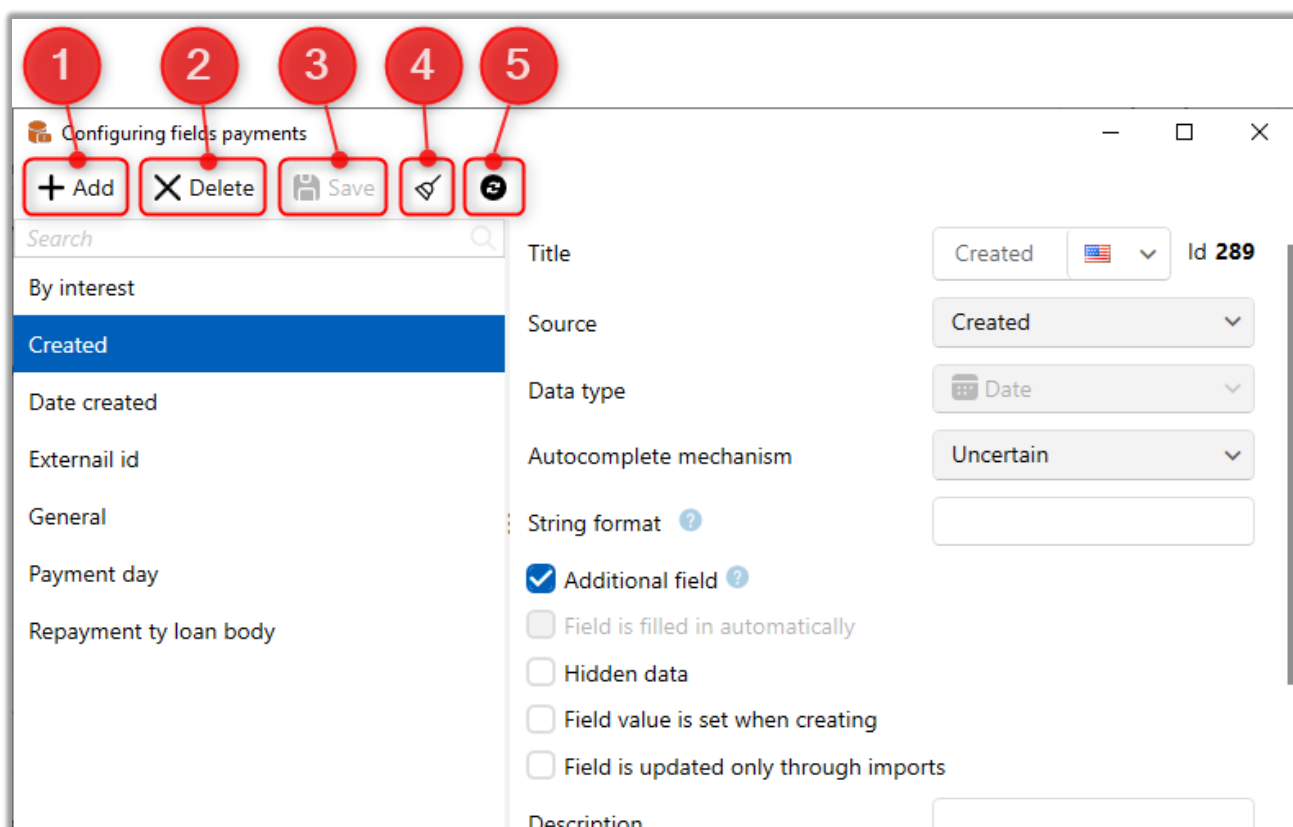 1 2 3 4 5
Configuring fields payments
Add Delete Save
Search
By interest
Created
Date created
Externail id
General
Payment day
Repayment ty loan body
Title Created Id 289
Source Created
Data type Date
Autocomplete mechanism Uncertain
String format ?
Additional field ?
Field is filled in automatically
Hidden data
Field value is set when creating
Field is updated only through imports
Description